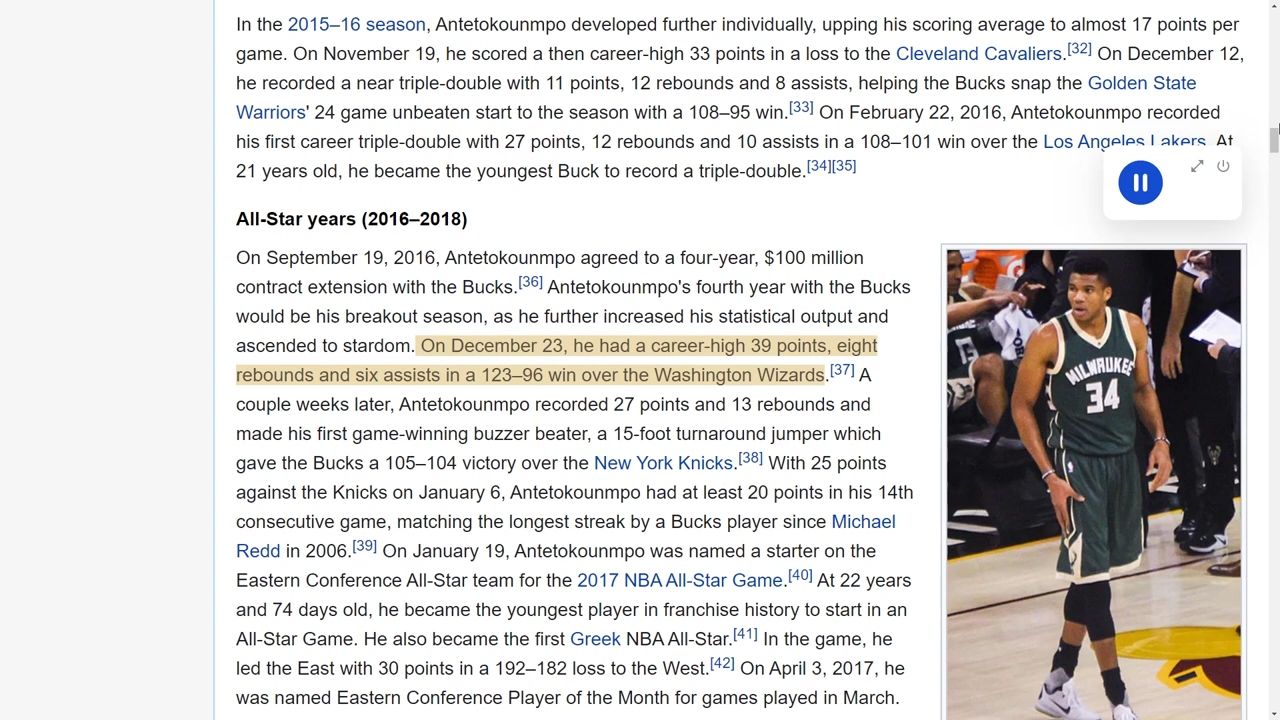 In the 2015–16 season, Antetokounmpo developed further individually, upping his scoring average to almost 17 points per
game. On November 19, he scored a then career-high 33 points in a loss to the Cleveland Cavaliers.[32] On December 12,
he recorded a near triple-double with 11 points, 12 rebounds and 8 assists, helping the Bucks snap the Golden State
Warriors' 24 game unbeaten start to the season with a 108–95 win.[33] On February 22, 2016, Antetokounmpo recorded
his first career triple-double with 27 points, 12 rebounds and 10 assists in a 108–101 win over the Los Angeles Lakers. At
21 years old, he became the youngest Buck to record a triple-double.[34][35]
All-Star years (2016–2018)
On September 19, 2016, Antetokounmpo agreed to a four-year, $100 million
contract extension with the Bucks.[36] Antetokounmpo's fourth year with the Bucks
would be his breakout season, as he further increased his statistical output and
ascended to stardom. On December 23, he had a career-high 39 points, eight
rebounds and six assists in a 123–96 win over the Washington Wizards.[37] A
couple weeks later, Antetokounmpo recorded 27 points and 13 rebounds and
made his first game-winning buzzer beater, a 15-foot turnaround jumper which
gave the Bucks a 105–104 victory over the New York Knicks.[38] With 25 points
against the Knicks on January 6, Antetokounmpo had at least 20 points in his 14th
consecutive game, matching the longest streak by a Bucks player since Michael
Redd in 2006.[39] On January 19, Antetokounmpo was named a starter on the
Eastern Conference All-Star team for the 2017 NBA All-Star Game.[40] At 22 years
and 74 days old, he became the youngest player in franchise history to start in an
All-Star Game. He also became the first Greek NBA All-Star.[41] In the game, he
led the East with 30 points in a 192–182 loss to the West.[42] On April 3, 2017, he
was named Eastern Conference Player of the Month for games played in March.
MILWAUKEE
34